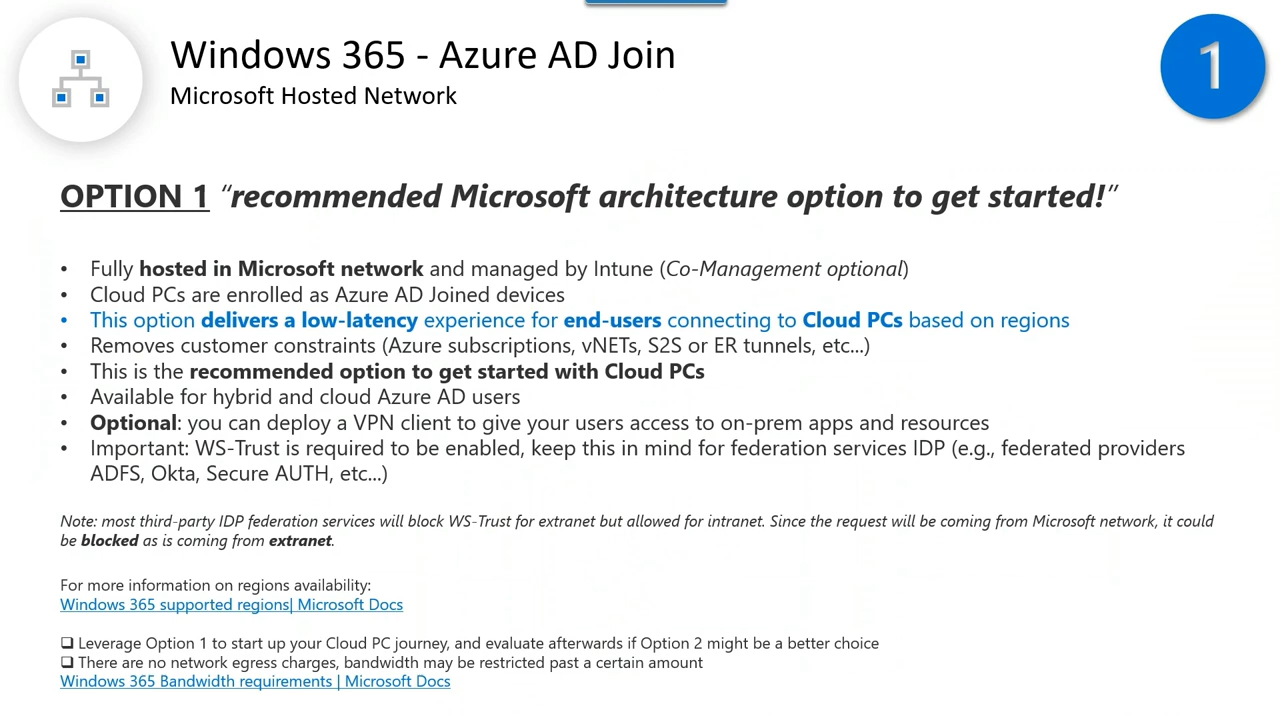 Windows 365 - Azure AD Join
Microsoft Hosted Network
1
OPTION 1 “recommended Microsoft architecture option to get started!”
• Fully hosted in Microsoft network and managed by Intune (Co-Management optional)
• Cloud PCs are enrolled as Azure AD Joined devices
• This option delivers a low-latency experience for end-users connecting to Cloud PCs based on regions
• Removes customer constraints (Azure subscriptions, vNETs, S2S or ER tunnels, etc...)
• This is the recommended option to get started with Cloud PCs
• Available for hybrid and cloud Azure AD users
• Optional: you can deploy a VPN client to give your users access to on-prem apps and resources
• Important: WS-Trust is required to be enabled, keep this in mind for federation services IDP (e.g., federated providers
ADFS, Okta, Secure AUTH, etc...)
Note: most third-party IDP federation services will block WS-Trust for extranet but allowed for intranet. Since the request will be coming from Microsoft network, it could
be blocked as is coming from extranet.
For more information on regions availability:
Windows 365 supported regions| Microsoft Docs
❑ Leverage Option 1 to start up your Cloud PC journey, and evaluate afterwards if Option 2 might be a better choice
❑ There are no network egress charges, bandwidth may be restricted past a certain amount
Windows 365 Bandwidth requirements | Microsoft Docs